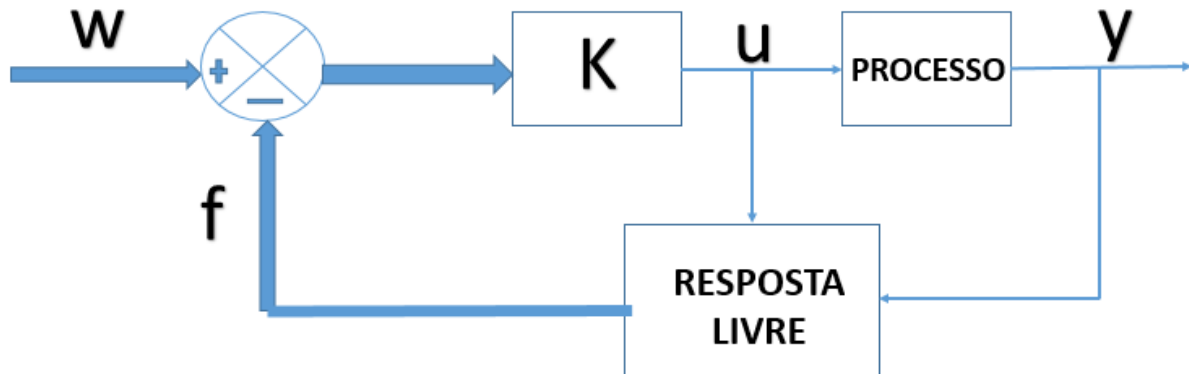 w
K
u
PROCESSO
y
+
−
f
RESPOSTA
LIVRE